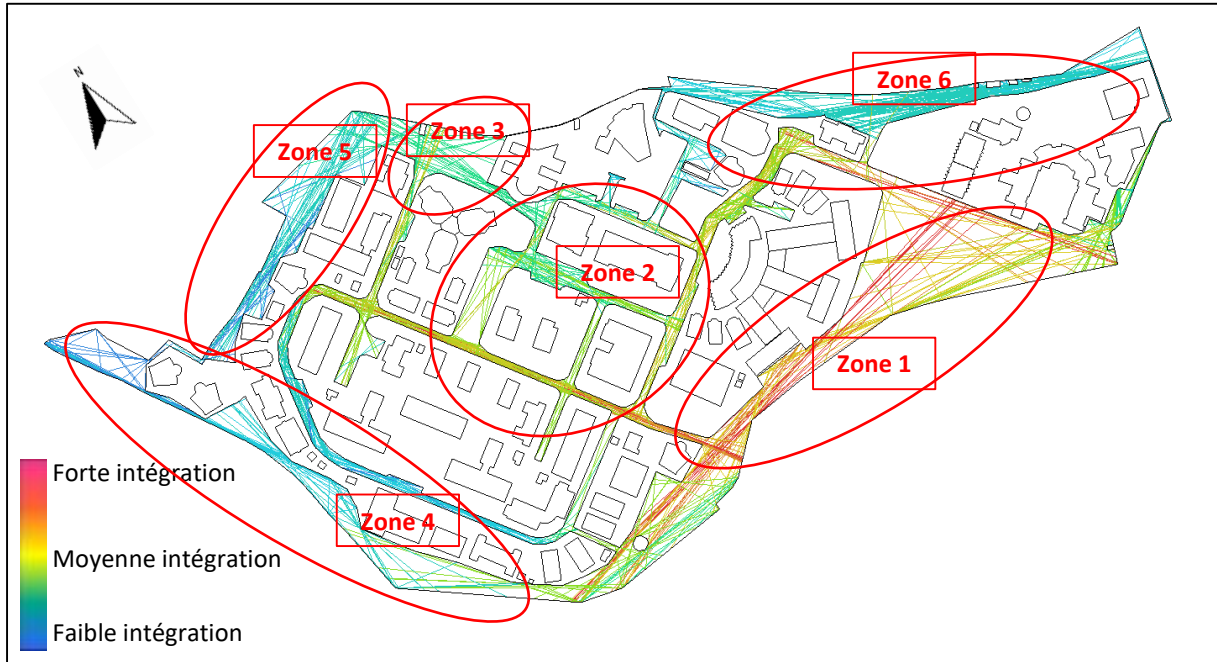 N
Zone 6
Zone 3
Zone 5
Zone 2
Zone 1
Forte intégration
Zone 4
Moyenne intégration
Faible intégration